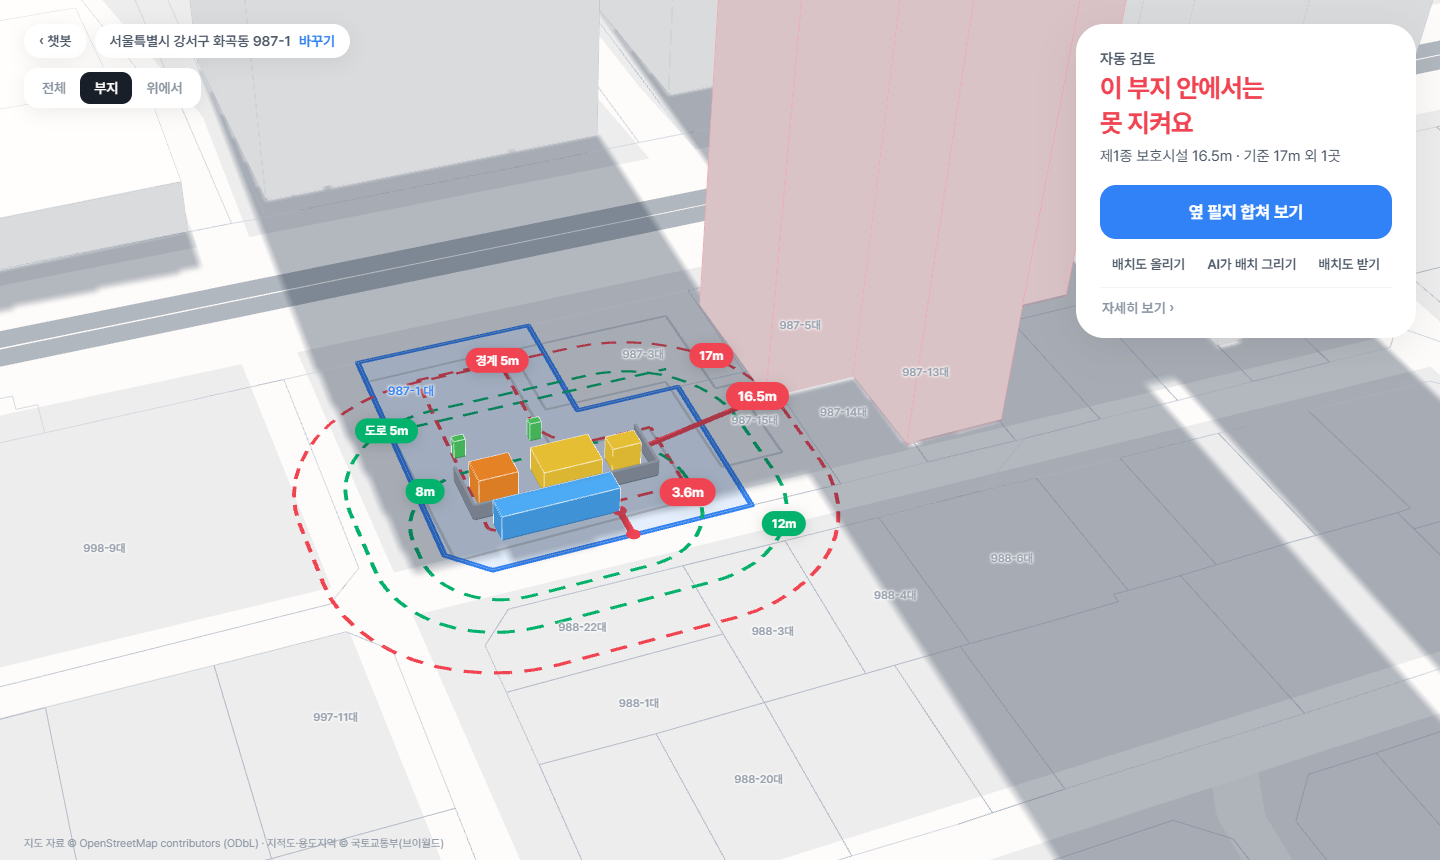 ‹ 챗봇
서울특별시 강서구 화곡동 987-1 바꾸기
전체 부지 위에서
자동 검토
이 부지 안에서는
못 지켜요
제1종 보호시설 16.5m · 기준 17m 외 1곳
옆 필지 합쳐 보기
배치도 올리기 AI가 배치 그리기 배치도 받기
자세히 보기 ›
987-5대
987-3대
17m
경계 5m
987-13대
987-1 대
16.5m
987-14대
987-15대
도로 5m
8m
3.6m
12m
998-9대
988-6대
988-4대
988-22대
988-3대
988-1대
997-11대
988-20대
지도 자료 © OpenStreetMap contributors (ODbL) · 지적도·용도지역 © 국토교통부(브이월드)